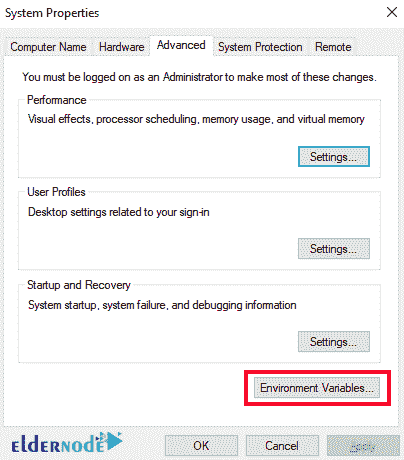 System Properties
Computer Name Hardware Advanced System Protection Remote
You must be logged on as an Administrator to make most of these changes.
Performance
Visual effects, processor scheduling, memory usage, and virtual memory
Settings...
User Profiles
Desktop settings related to your sign-in
Settings...
Startup and Recovery
System startup, system failure, and debugging information
Settings...
Environment Variables...
eLDERNODE
OK Cancel Apply